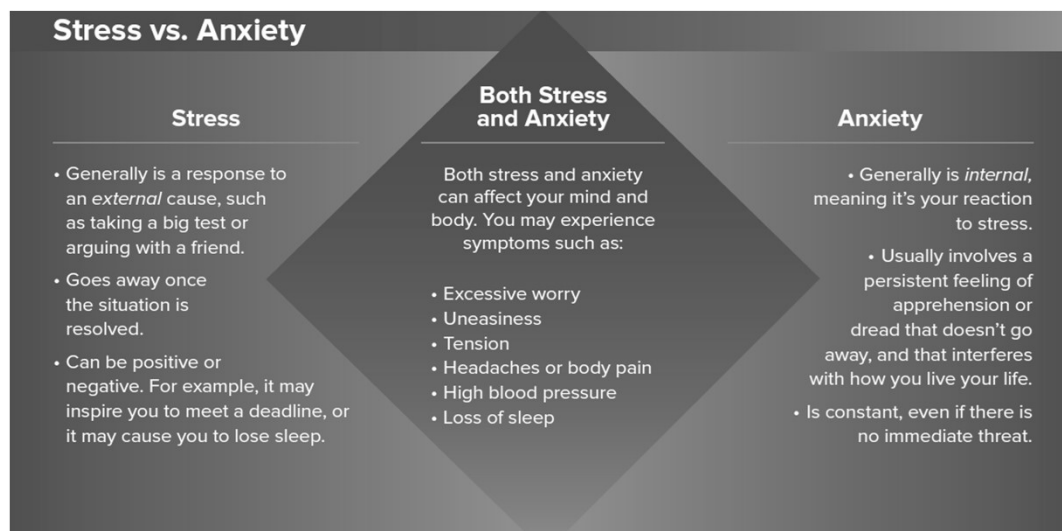 Stress vs. Anxiety
Stress
• Generally is a response to
an external cause, such
as taking a big test or
arguing with a friend.
• Goes away once
the situation is
resolved.
• Can be positive or
negative. For example, it may
inspire you to meet a deadline, or
it may cause you to lose sleep.
Both Stress
and Anxiety
Both stress and anxiety
can affect your mind and
body. You may experience
symptoms such as:
• Excessive worry
• Uneasiness
• Tension
• Headaches or body pain
• High blood pressure
• Loss of sleep
Anxiety
• Generally is internal,
meaning it’s your reaction
to stress.
• Usually involves a
persistent feeling of
apprehension or
dread that doesn’t go
away, and that interferes
with how you live your life.
• Is constant, even if there is
no immediate threat.